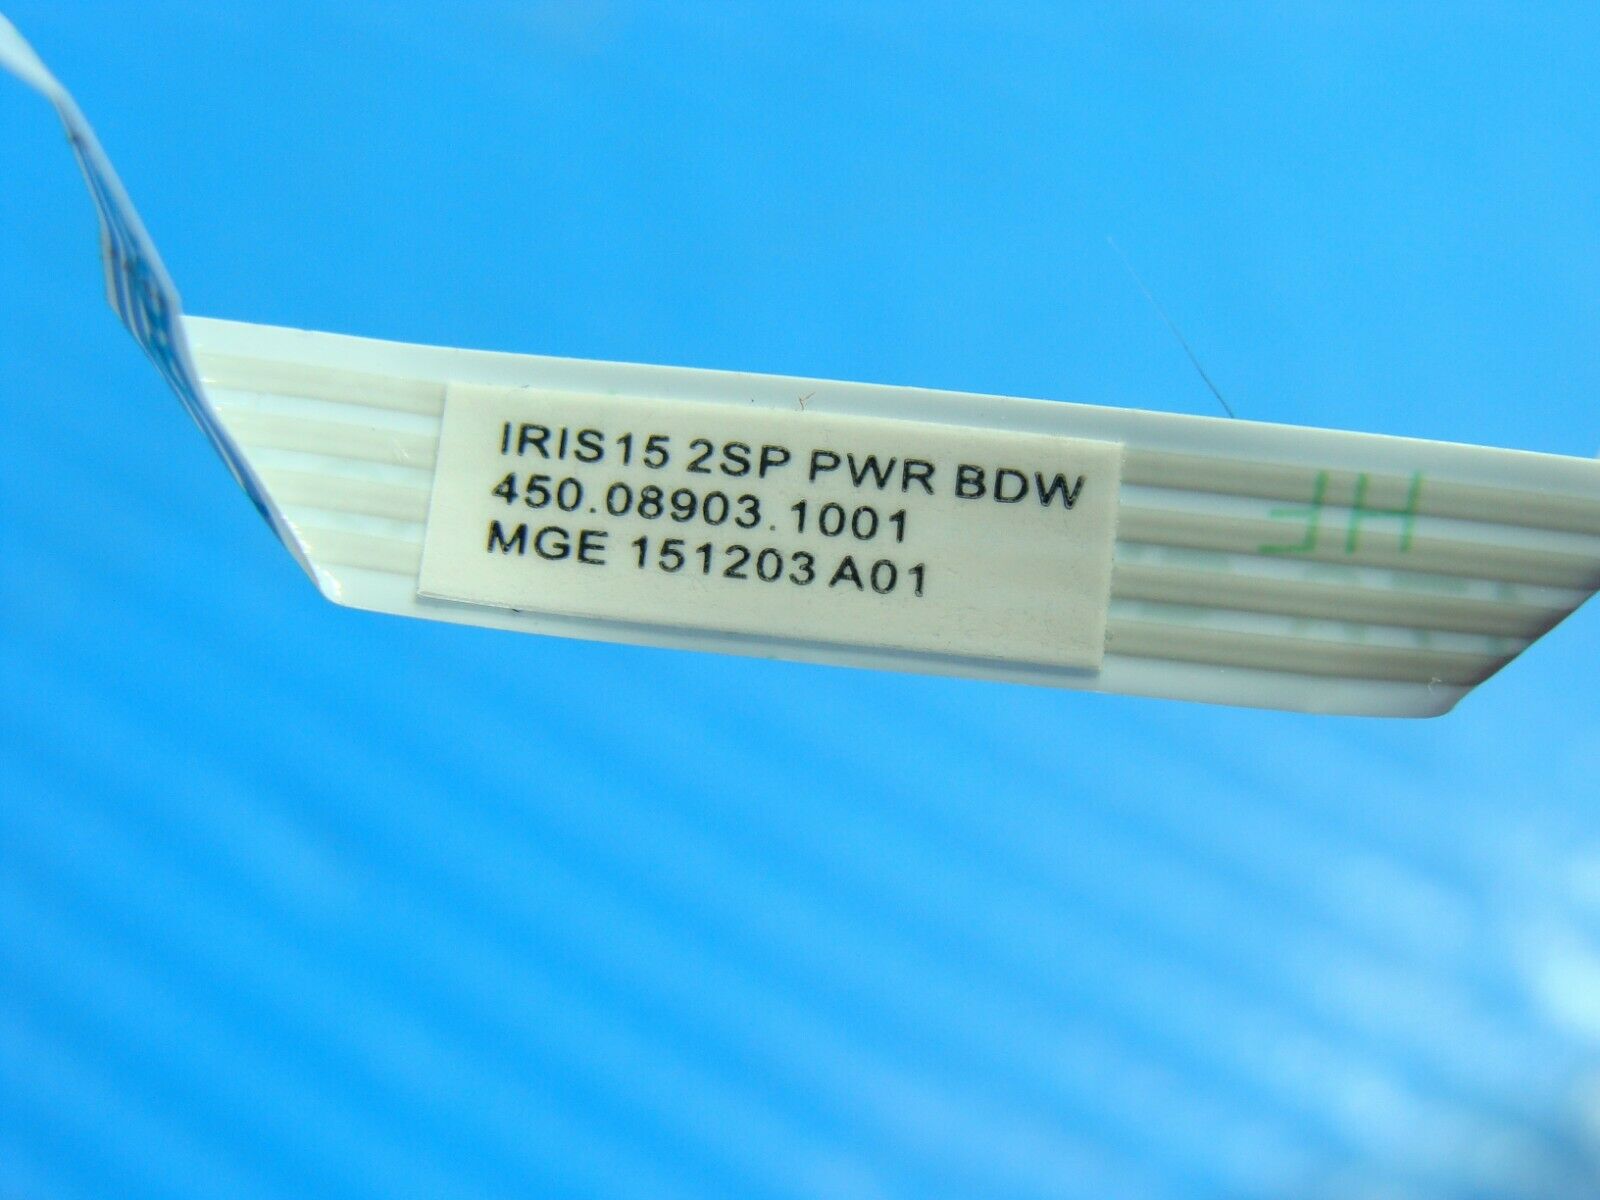 IRIS15 2SP PWR BDW
450.08903.1001
MGE 151203 A01